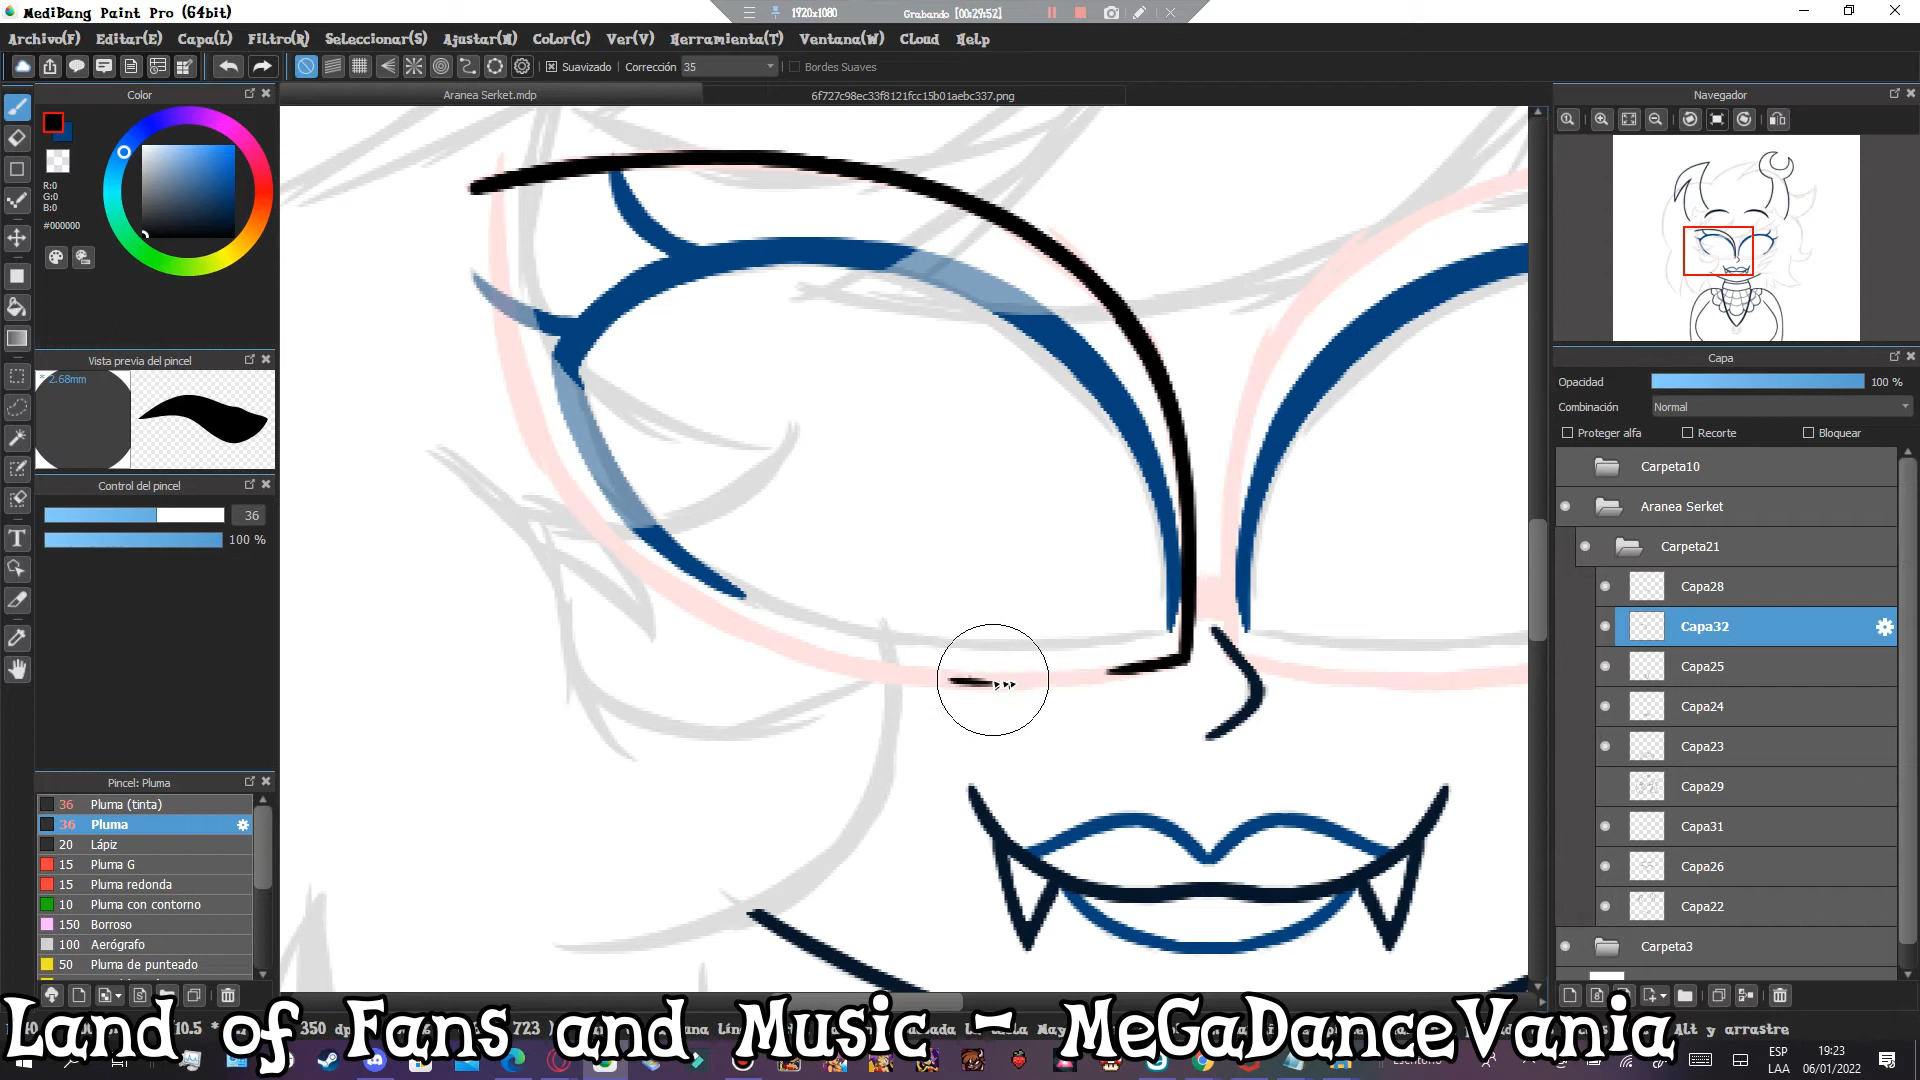 MediBang Paint Pro (64bit)
1920x1080
Grabando [00:29:52]
Archivo(F) Editar(E) Capa(L) Filtro(R) Seleccionar(S) Ajustar(N) Color(C) Ver(V) Herramienta(T) Ventana(W) Cloud Help
Suavizado Corrección 35 Bordes Suaves
Color
Aranea Serket.mdp
6f727c98ec33f8121fcc15b01aebc337.png
Navegador
R:0
G:0
B:0
#000000
Vista previa del pincel
* 2.68mm
Control del pincel
36
100 %
Capa
Opacidad 100 %
Combinación Normal
Proteger alfa Recorte Bloquear
Carpeta10
Aranea Serket
Carpeta21
Capa28
Capa32
Capa25
Capa24
Capa23
Capa29
Capa31
Capa26
Capa22
Carpeta3
Pincel: Pluma
36 Pluma (tinta)
36 Pluma
20 Lápiz
15 Pluma G
15 Pluma redonda
10 Pluma con contorno
150 Borroso
100 Aerógrafo
50 Pluma de punteado
Land of Fans and Music - MeGaDanceVania
350
723
Alt y arrastre
ESP
LAA
19:23
06/01/2022